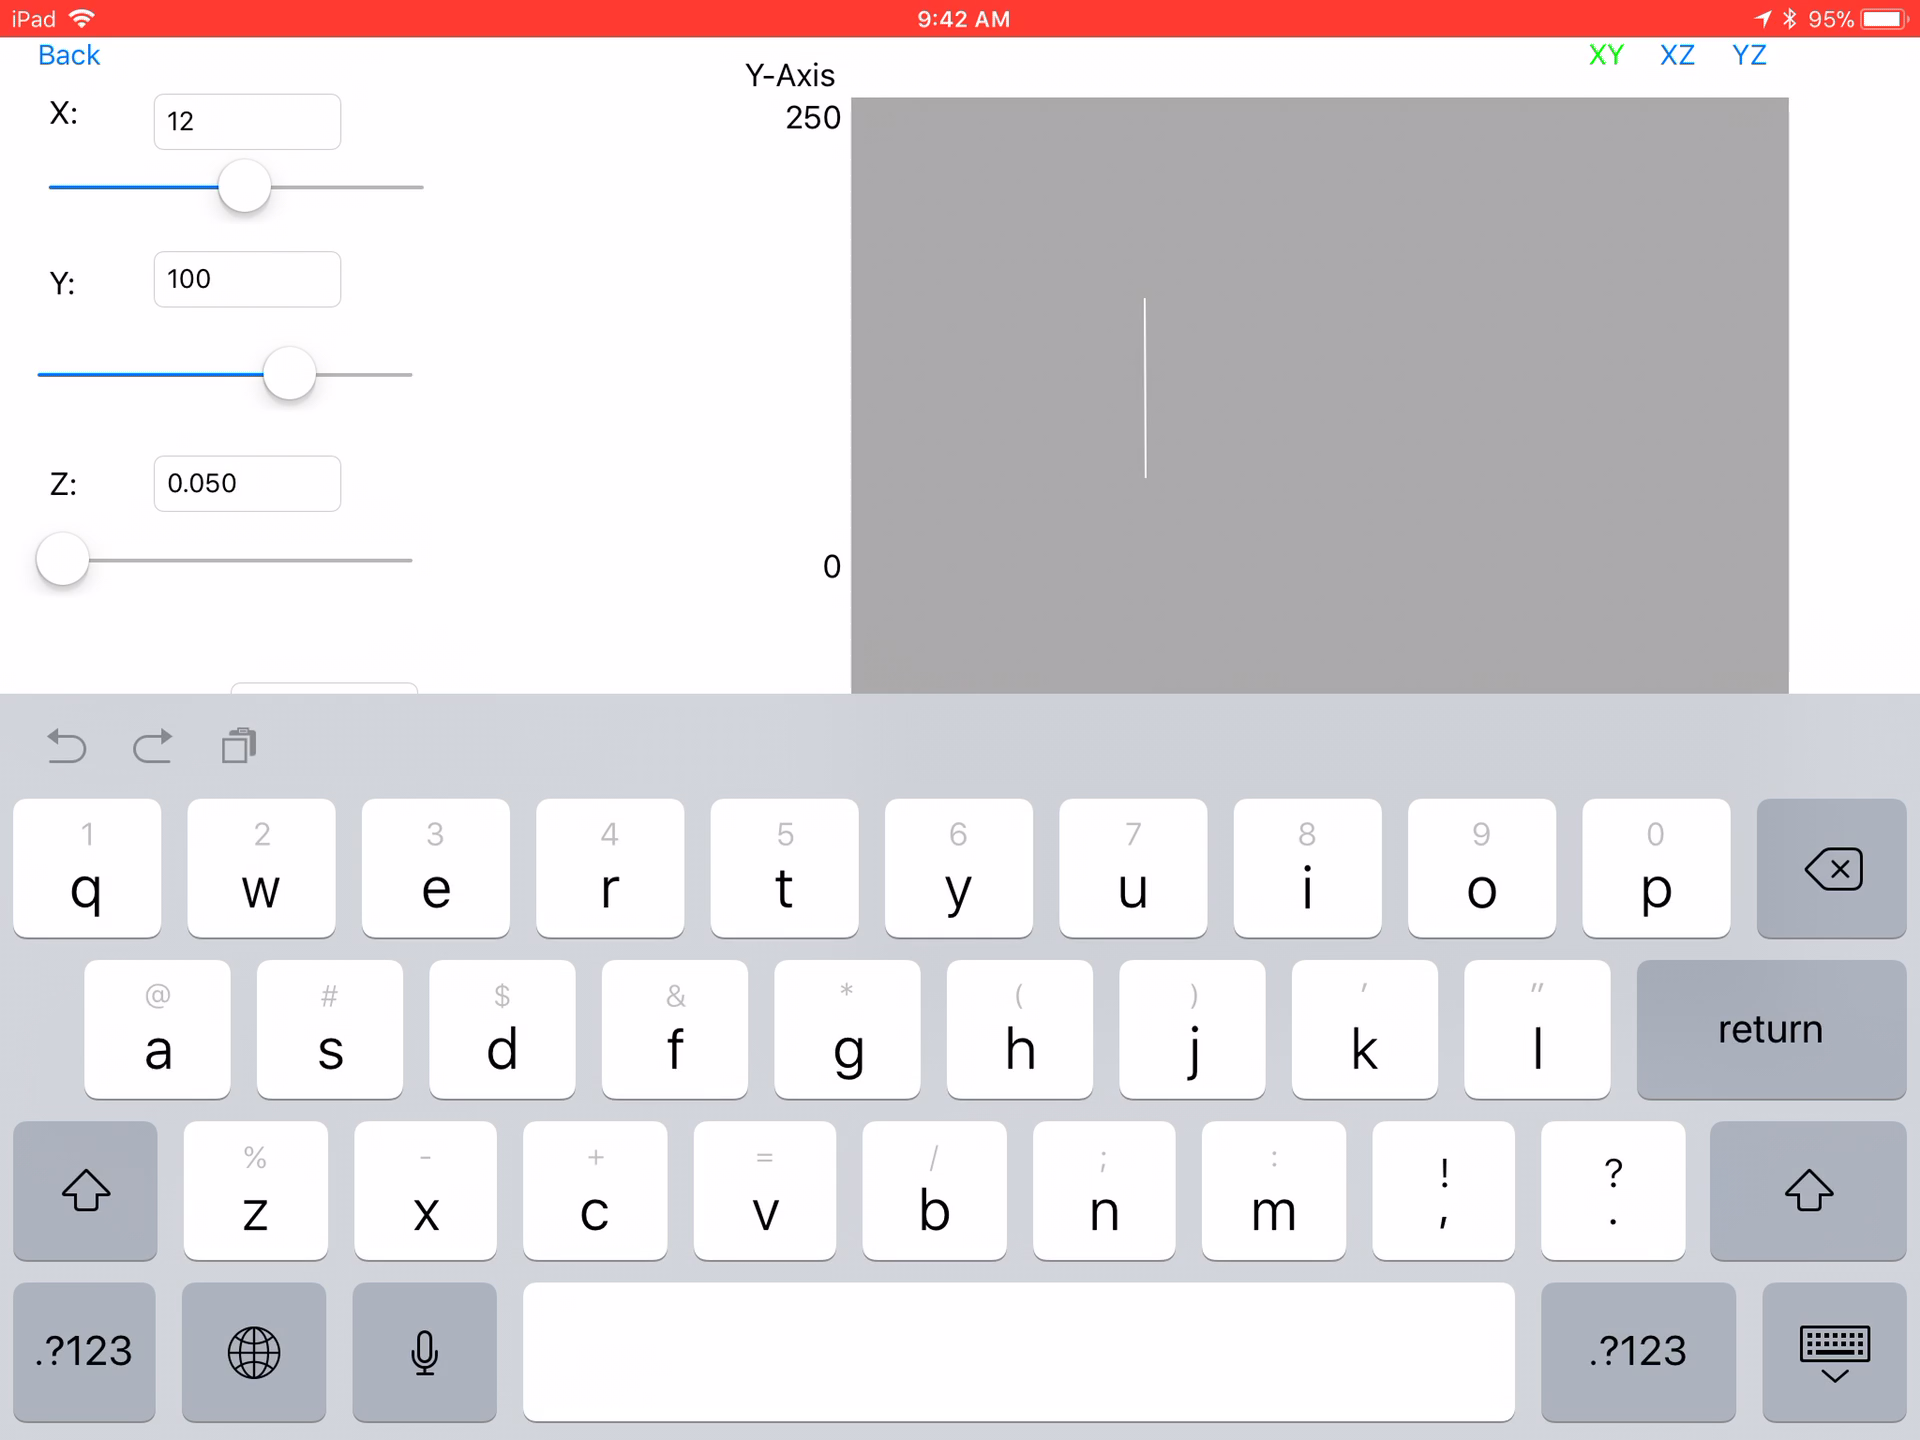 iPad 9:42 AM 95%
Back XY XZ YZ
Y-Axis
X: 12 250
Y: 100
Z: 0.050
0
1 2 3 4 5 6 7 8 9 0
q w e r t y u i o p
@ # $ & * ( ) ' "
a s d f g h j k l return
% - + = / ; : ! ?
z x c v b n m , .
.?123 .?123